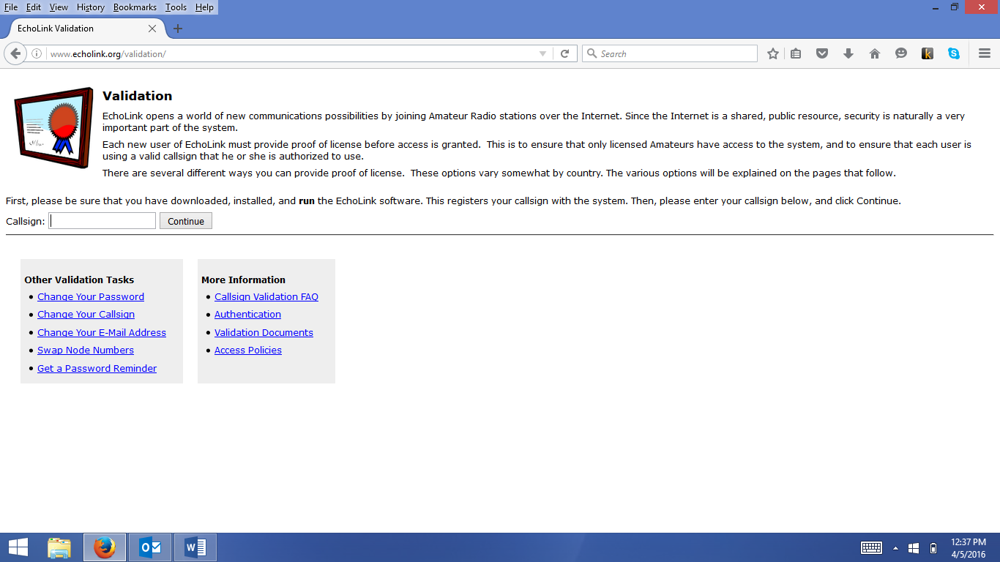 File Edit View History Bookmarks Tools Help
EchoLink Validation
www.echolink.org/validation/
Search
Validation
EchoLink opens a world of new communications possibilities by joining Amateur Radio stations over the Internet. Since the Internet is a shared, public resource, security is naturally a very
important part of the system.
Each new user of EchoLink must provide proof of license before access is granted.  This is to ensure that only licensed Amateurs have access to the system, and to ensure that each user is
using a valid callsign that he or she is authorized to use.
There are several different ways you can provide proof of license.  These options vary somewhat by country. The various options will be explained on the pages that follow.
First, please be sure that you have downloaded, installed, and run the EchoLink software. This registers your callsign with the system. Then, please enter your callsign below, and click Continue.
Callsign: Continue
Other Validation Tasks
Change Your Password
Change Your Callsign
Change Your E-Mail Address
Swap Node Numbers
Get a Password Reminder
More Information
Callsign Validation FAQ
Authentication
Validation Documents
Access Policies
12:37 PM
4/5/2016